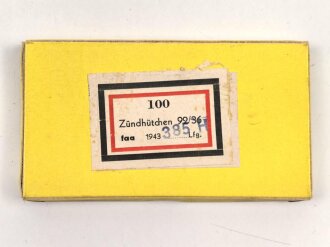 100
Zündhütchen 92/36
faa 1943 385 H Lfg.